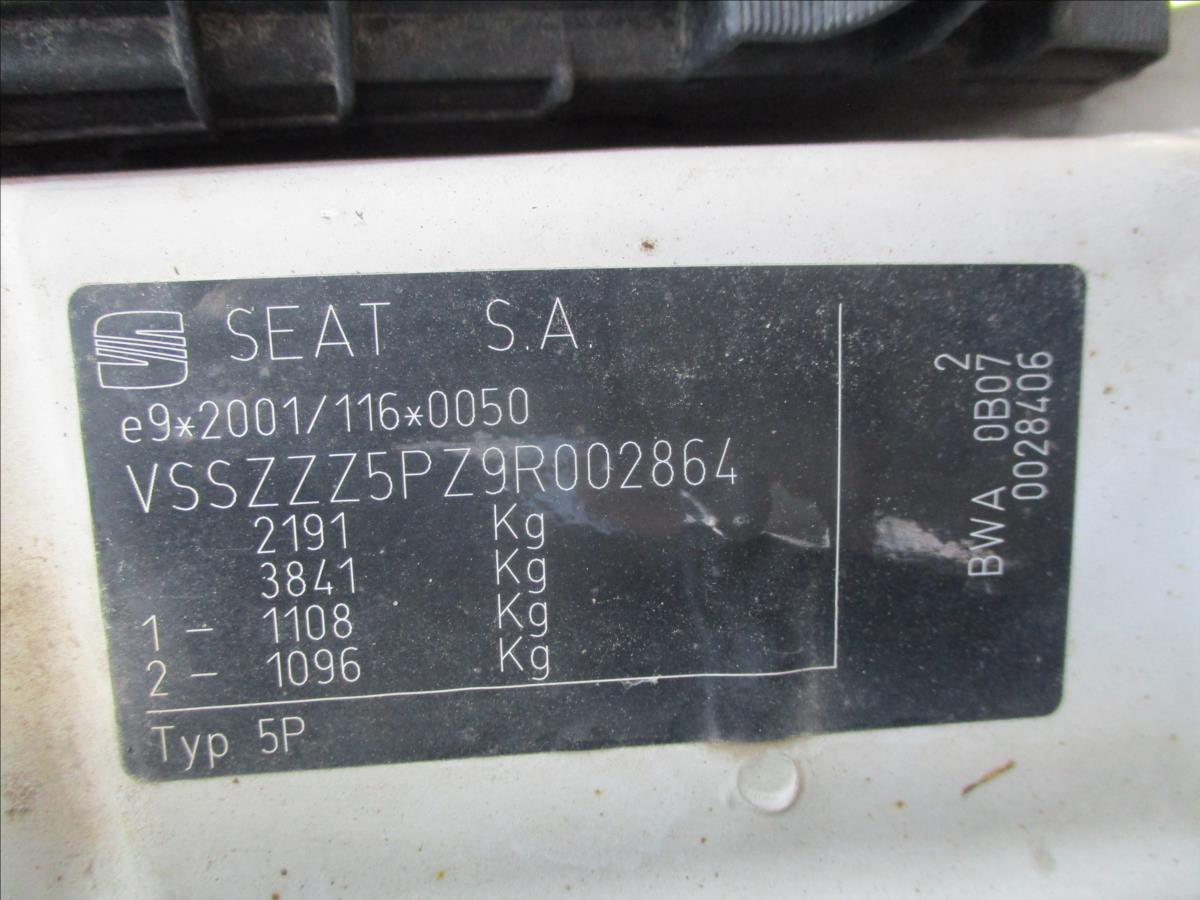 SEAT S.A.
e9*2001/116*0050
VSSZZZ5PZ9R002864
2191 Kg
3841 Kg
1 - 1108 Kg
2 - 1096 Kg
Typ 5P
2
BWA 0B07
0028406